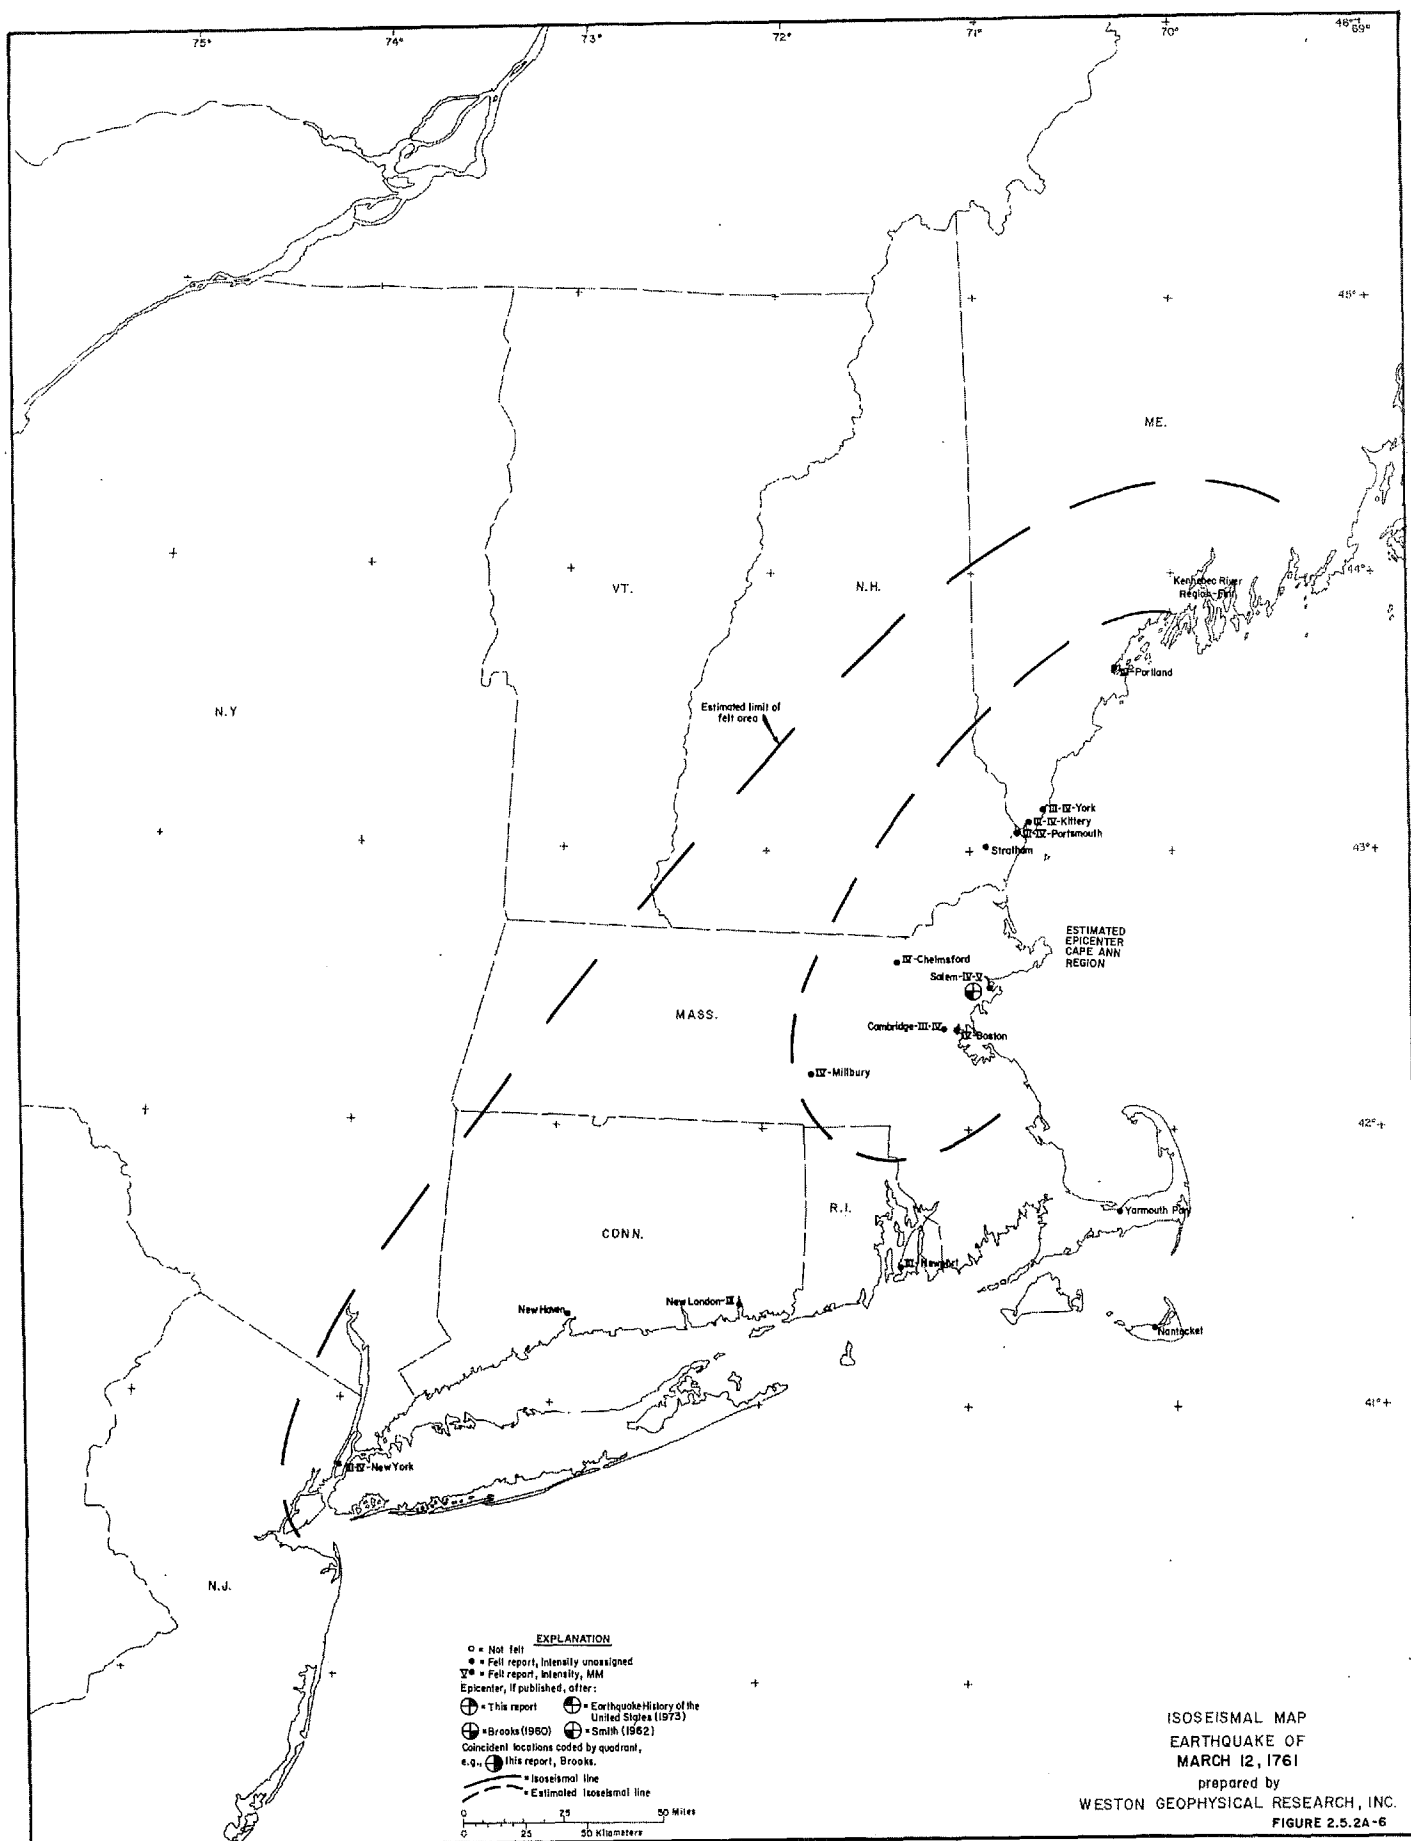 75° 74° 73° 72° 71° 70° 46°
69°
45°
ME.
44°
Kennebec River
Region-
VT.
N.H.
-Portland
N.Y
Estimated limit of
felt area
III-IV-York
III-IV-Kittery
III-IV-Portsmouth
Stratham
43°
ESTIMATED
EPICENTER
CAPE ANN
REGION
IV-Chelmsford
Salem-IV-V
MASS.
Cambridge-III-IV
IV-Boston
IV-Millbury
42°
Yarmouth
R.I.
CONN.
III-Newport
New Haven
New London-
Nantucket
41°
-New York
N.J.
EXPLANATION
= Not felt
= Felt report, Intensity unassigned
V = Felt report, Intensity, MM
Epicenter, if published, after:
= This report
= Earthquake History of the
United States (1973)
= Brooks (1960)
= Smith (1962)
Coincident locations coded by quadrant,
e.g., this report, Brooks.
= Isoseismal line
= Estimated Isoseismal line
0 25 50 Miles
0 25 50 Kilometers
ISOSEISMAL MAP
EARTHQUAKE OF
MARCH 12, 1761
prepared by
WESTON GEOPHYSICAL RESEARCH, INC.
FIGURE 2.5.2A-6